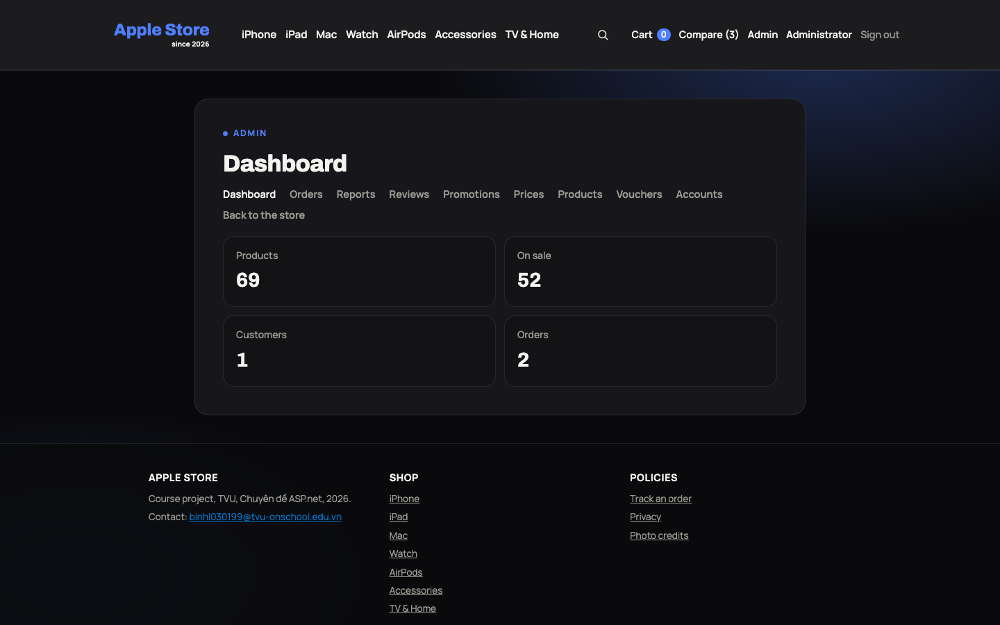 Apple Store
since 2026
iPhone iPad Mac Watch AirPods Accessories TV & Home
Cart 0 Compare (3) Admin Administrator Sign out
ADMIN
Dashboard
Dashboard Orders Reports Reviews Promotions Prices Products Vouchers Accounts
Back to the store
Products
69
On sale
52
Customers
1
Orders
2
APPLE STORE
Course project, TVU, Chuyên đề ASP.net, 2026.
Contact: binhl030199@tvu-onschool.edu.vn
SHOP
iPhone
iPad
Mac
Watch
AirPods
Accessories
TV & Home
POLICIES
Track an order
Privacy
Photo credits